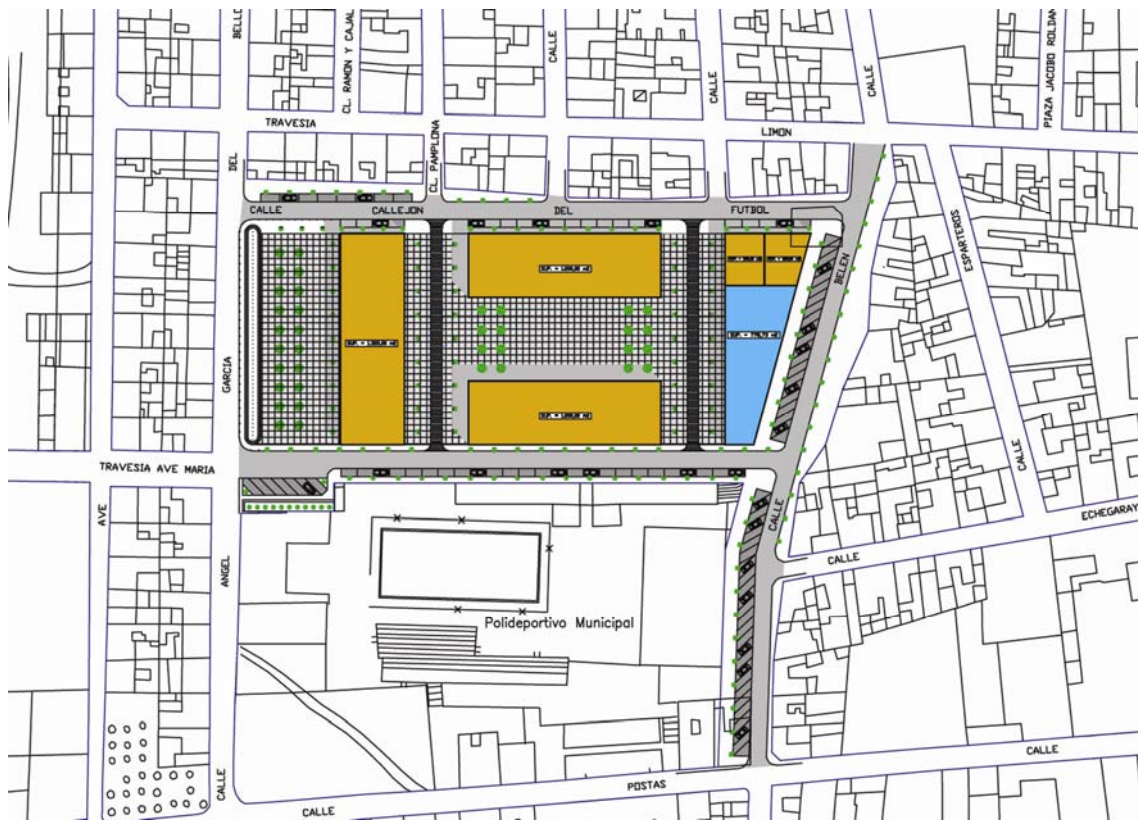 BELLO
CL. RAMON Y CAJAL
CALLE
CALLE
CALLE
PIAZA JACOBO ROLDAN
TRAVESIA
CL. PAMPLONA
LIMON
DEL
CALLE
CALLEJON
DEL
FUTBOL
ESPARTEROS
BELEN
GARCIA
TRAVESIA AVE MARIA
CALLE
AVE
CALLE
ECHEGARAY
CALLE
ANGEL
Polideportivo Municipal
CALLE
CALLE
POSTAS
CALLE